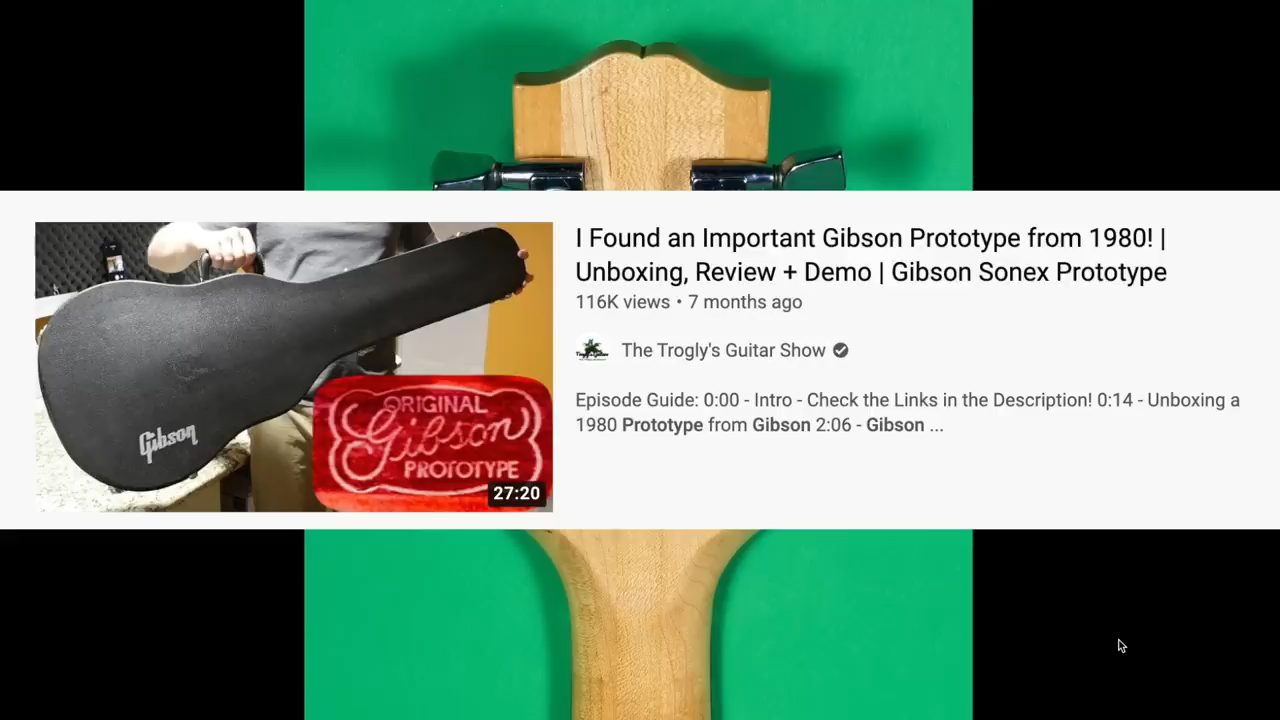 I Found an Important Gibson Prototype from 1980! |
Unboxing, Review + Demo | Gibson Sonex Prototype
116K views • 7 months ago
The Trogly's Guitar Show
Episode Guide: 0:00 - Intro - Check the Links in the Description! 0:14 - Unboxing a
1980 Prototype from Gibson 2:06 - Gibson ...
Gibson
ORIGINAL
Gibson
PROTOTYPE
27:20